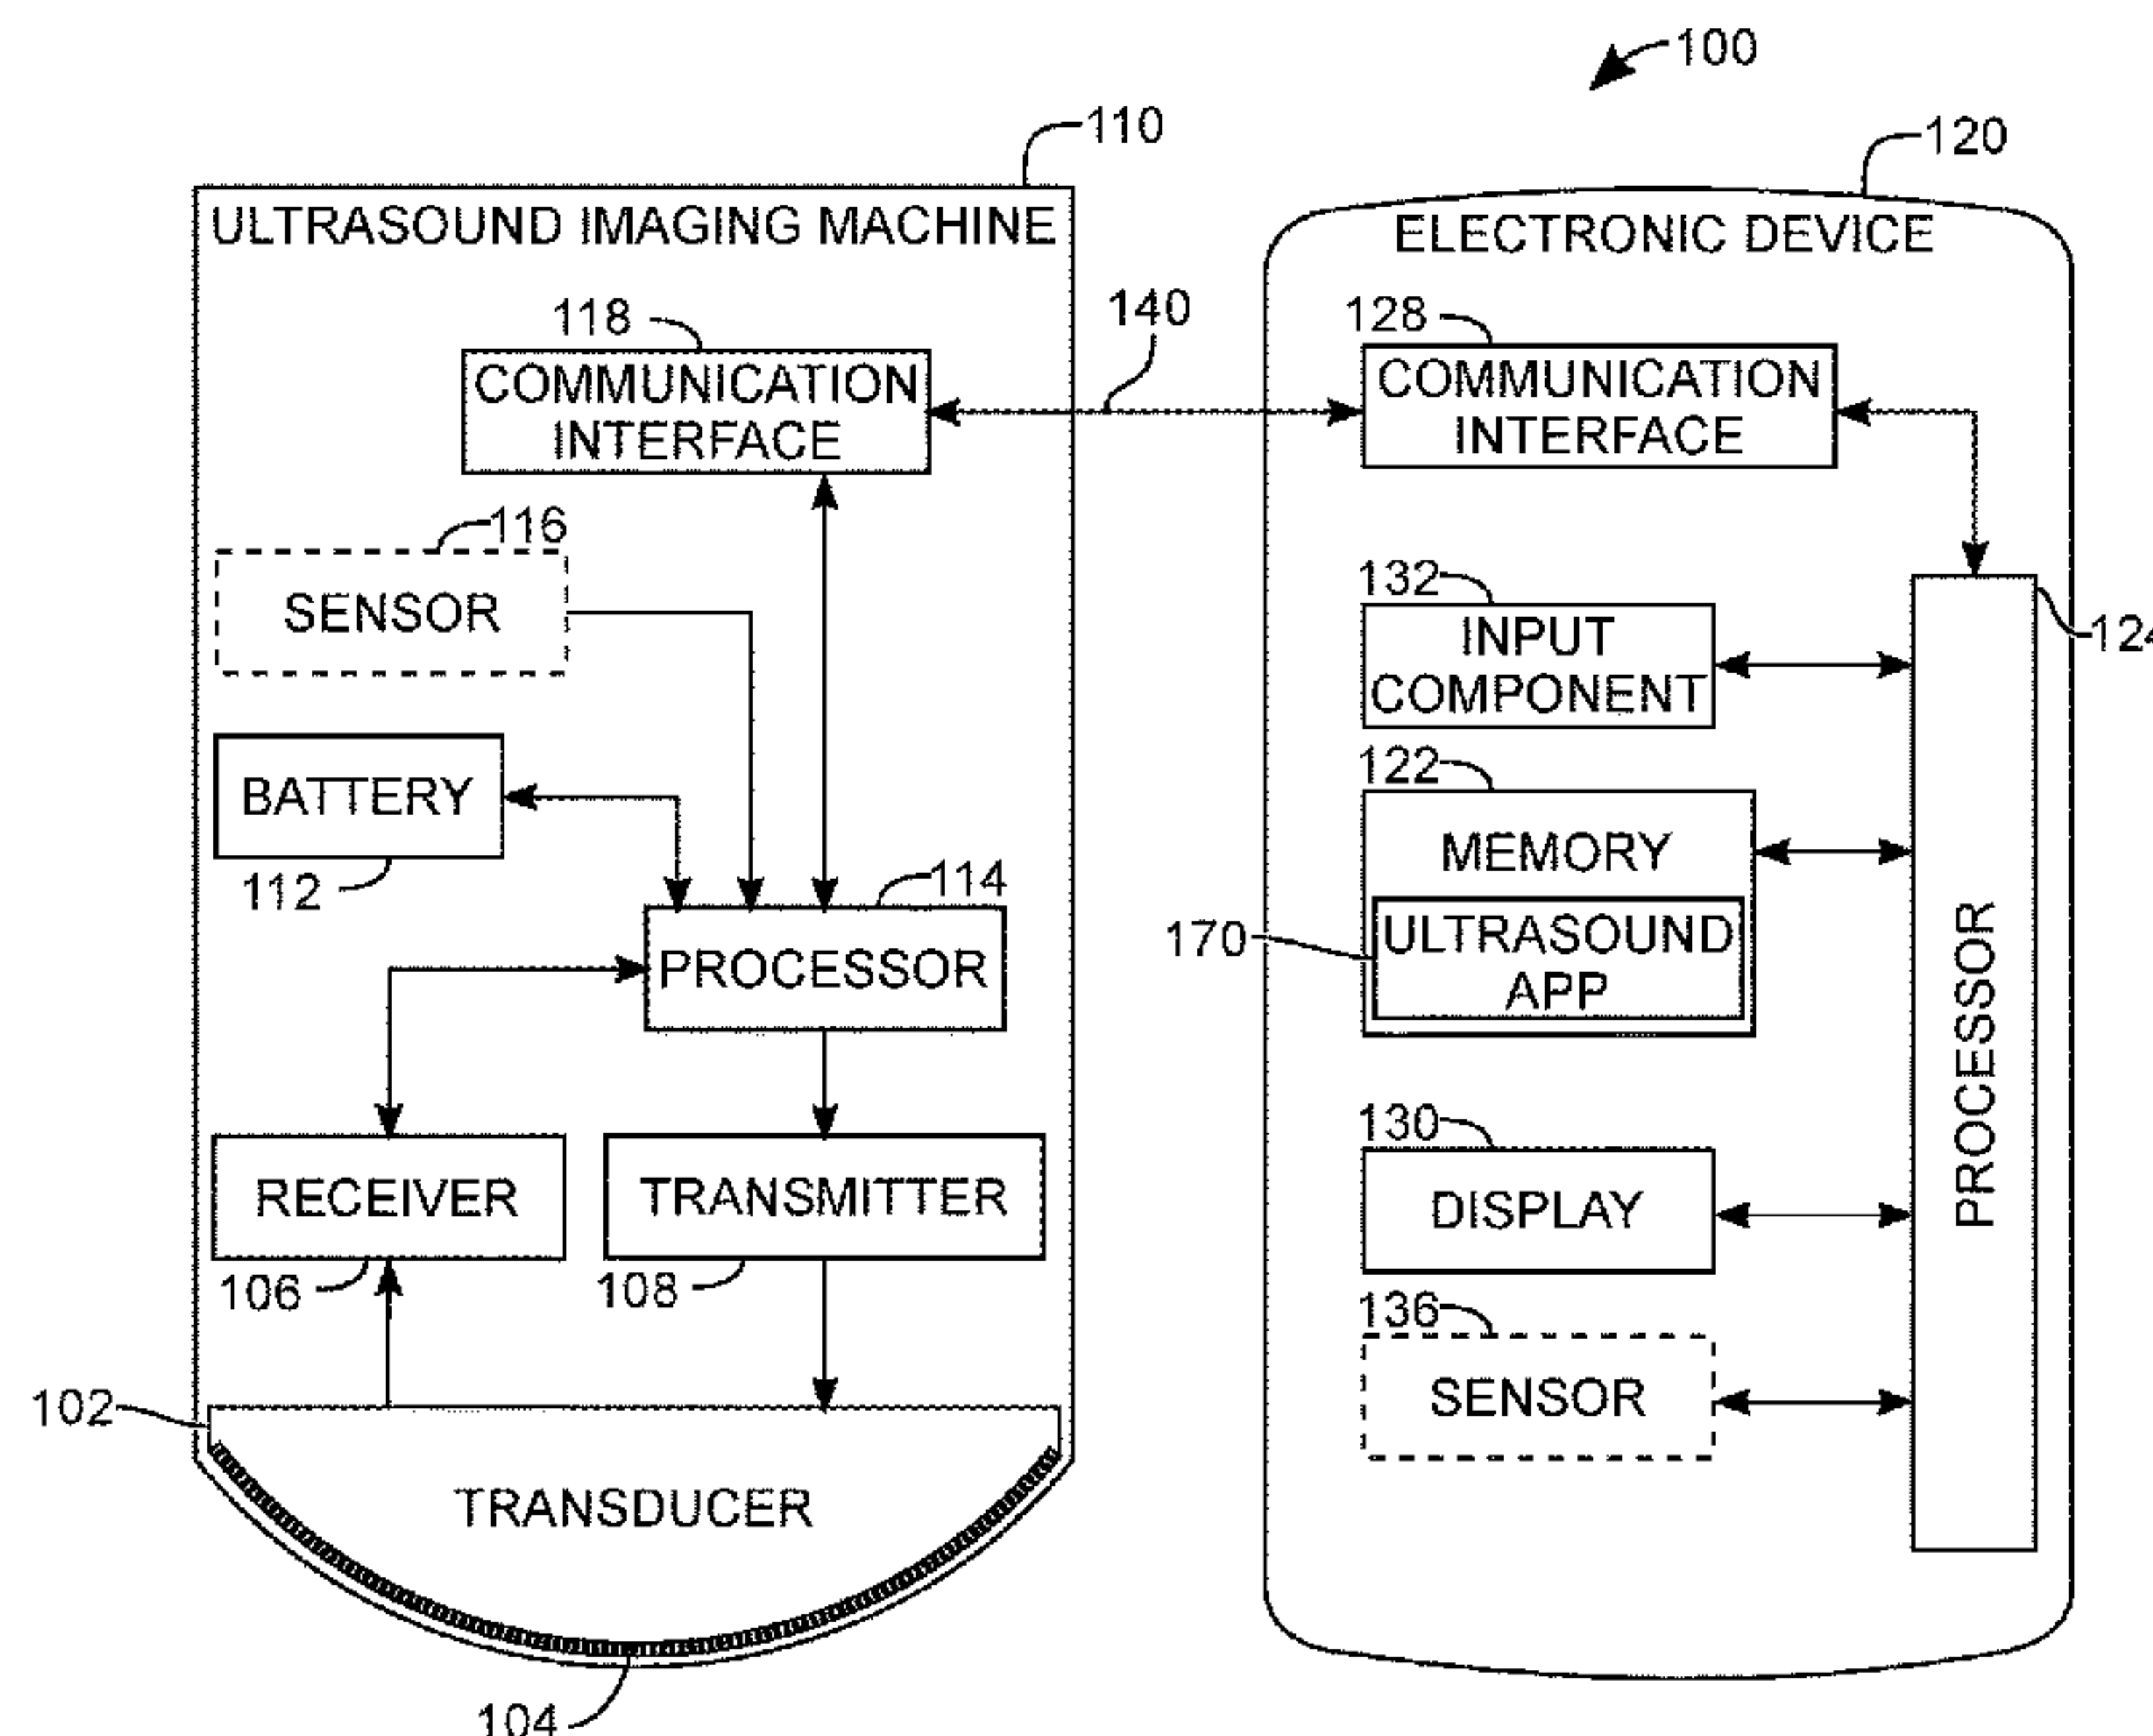 100
110
120
ULTRASOUND IMAGING MACHINE
ELECTRONIC DEVICE
118
140
128
COMMUNICATION
INTERFACE
COMMUNICATION
INTERFACE
116
SENSOR
132
INPUT
COMPONENT
124
BATTERY
112
122
MEMORY
170
ULTRASOUND
APP
114
PROCESSOR
PROCESSOR
RECEIVER
106
TRANSMITTER
108
130
DISPLAY
136
SENSOR
102
TRANSDUCER
104